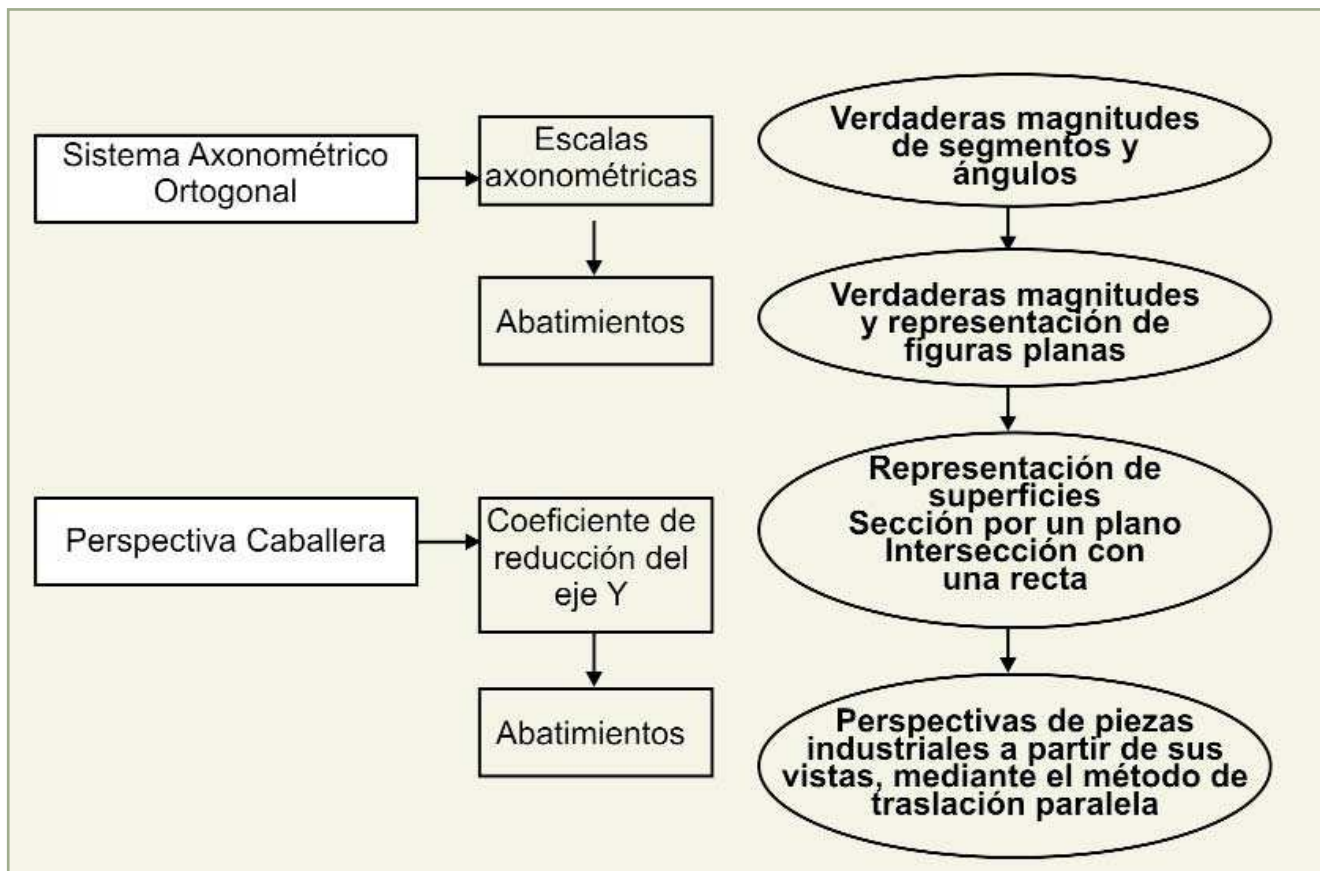 Sistema Axonométrico
Ortogonal
Escalas
axonométricas
Abatimientos
Perspectiva Caballera
Coeficiente de
reducción del
eje Y
Abatimientos
Verdaderas magnitudes
de segmentos y
ángulos
Verdaderas magnitudes
y representación de
figuras planas
Representación de
superficies
Sección por un plano
Intersección con
una recta
Perspectivas de piezas
industriales a partir de sus
vistas, mediante el método de
traslación paralela